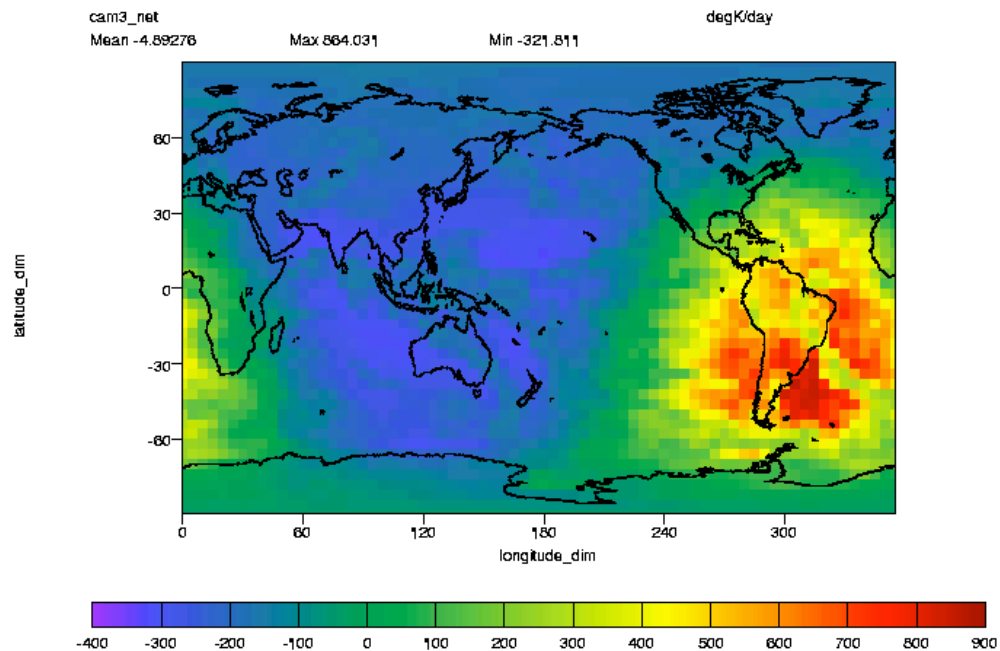 cam3_net degK/day
Mean -4.89276 Max 864.031 Min -321.811
60
30
0
-30
-60
latitude_dim
0 60 120 180 240 300
longitude_dim
-400 -300 -200 -100 0 100 200 300 400 500 600 700 800 900